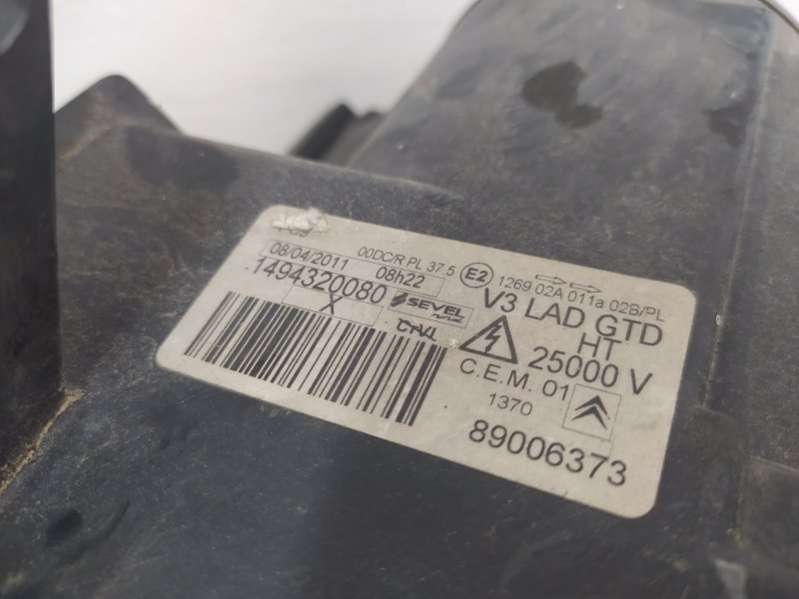 08/04/2011 08h22
00DC/R PL 37.5 E2 1269 02A 011a 02B/PL
1494320080
X
SEVEL
V3 LAD GTD
HT
25000 V
C.E.M. 01
1370
89006373